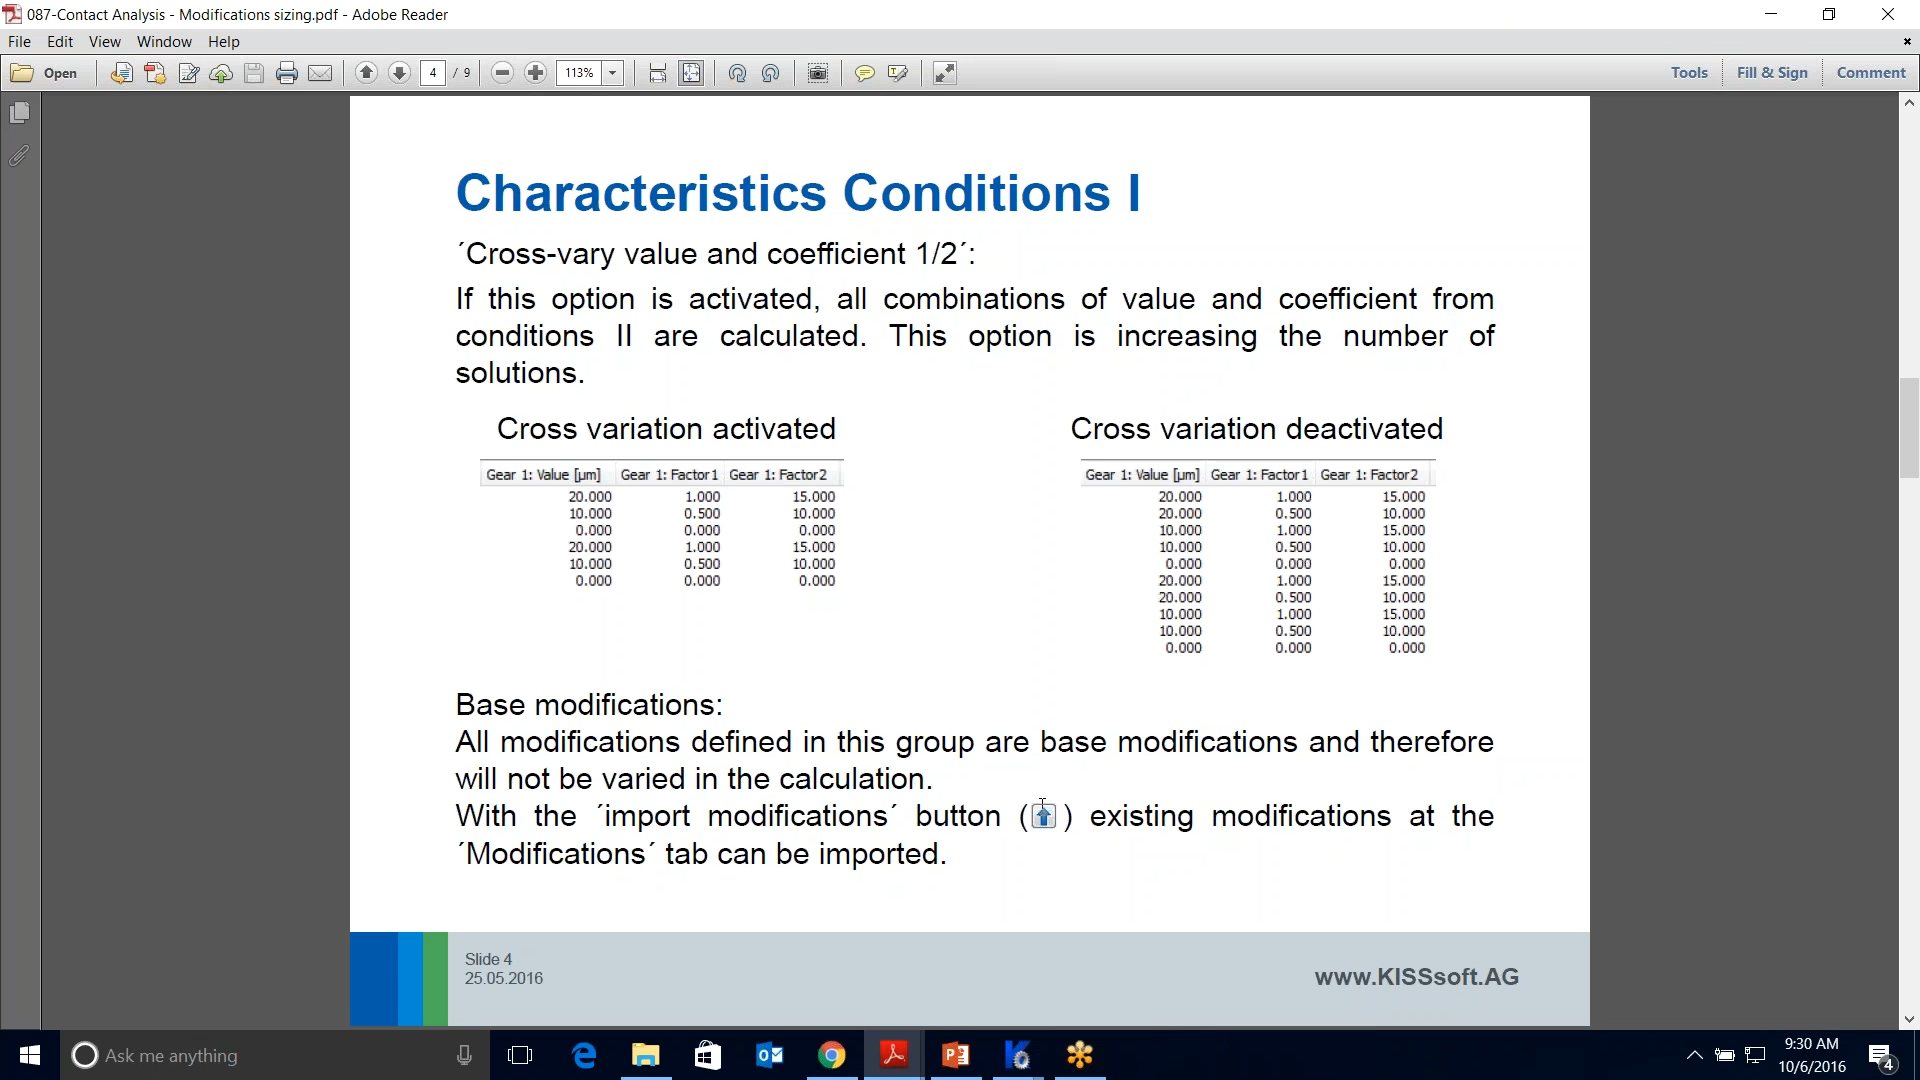 087-Contact Analysis - Modifications sizing.pdf - Adobe Reader
File Edit View Window Help
Open 4 / 9 113% Tools Fill & Sign Comment
Characteristics Conditions I
´Cross-vary value and coefficient 1/2´:
If this option is activated, all combinations of value and coefficient from
conditions II are calculated. This option is increasing the number of
solutions.
Cross variation activated
Gear 1: Value [µm] Gear 1: Factor1 Gear 1: Factor2
20.000 1.000 15.000
10.000 0.500 10.000
0.000 0.000 0.000
20.000 1.000 15.000
10.000 0.500 10.000
0.000 0.000 0.000
Cross variation deactivated
Gear 1: Value [µm] Gear 1: Factor1 Gear 1: Factor2
20.000 1.000 15.000
20.000 0.500 10.000
10.000 1.000 15.000
10.000 0.500 10.000
0.000 0.000 0.000
20.000 1.000 15.000
20.000 0.500 10.000
10.000 1.000 15.000
10.000 0.500 10.000
0.000 0.000 0.000
Base modifications:
All modifications defined in this group are base modifications and therefore
will not be varied in the calculation.
With the ´import modifications´ button ( ) existing modifications at the
´Modifications´ tab can be imported.
Slide 4
25.05.2016
www.KISSsoft.AG
Ask me anything
9:30 AM
10/6/2016
4